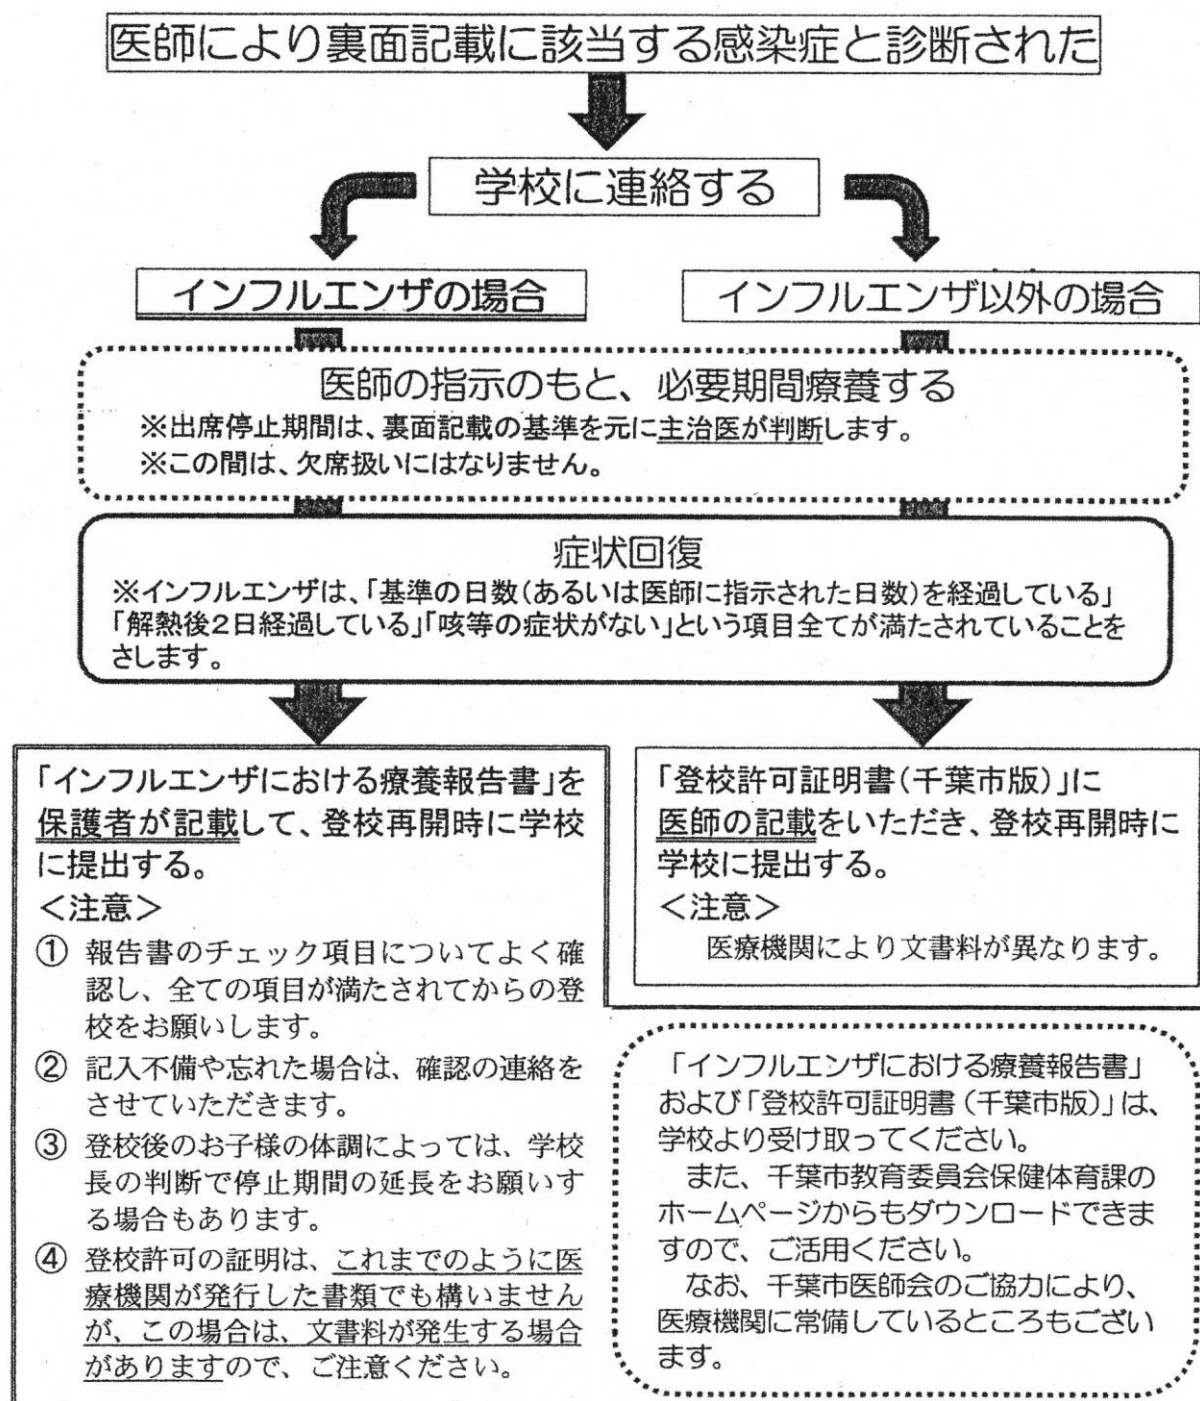 医師により裏面記載に該当する感染症と診断された
学校に連絡する
インフルエンザの場合
インフルエンザ以外の場合
医師の指示のもと、必要期間療養する
※出席停止期間は、裏面記載の基準を元に主治医が判断します。
※この間は、欠席扱いにはなりません。
症状回復
※インフルエンザは、「基準の日数(あるいは医師に指示された日数)を経過している」
「解熱後2日経過している」「咳等の症状がない」という項目全てが満たされていることを
さします。
「インフルエンザにおける療養報告書」を
保護者が記載して、登校再開時に学校
に提出する。
＜注意＞
① 報告書のチェック項目についてよく確
認し、全ての項目が満たされてからの登
校をお願いします。
② 記入不備や忘れた場合は、確認の連絡を
させていただきます。
③ 登校後のお子様の体調によっては、学校
長の判断で停止期間の延長をお願いす
る場合もあります。
④ 登校許可の証明は、これまでのように医
療機関が発行した書類でも構いません
が、この場合は、文書料が発生する場合
がありますので、ご注意ください。
「登校許可証明書(千葉市版)」に
医師の記載をいただき、登校再開時に
学校に提出する。
＜注意＞
医療機関により文書料が異なります。
「インフルエンザにおける療養報告書」
および「登校許可証明書(千葉市版)」は、
学校より受け取ってください。
また、千葉市教育委員会保健体育課の
ホームページからもダウンロードできま
すので、ご活用ください。
なお、千葉市医師会のご協力により、
医療機関に常備しているところもござい
ます。